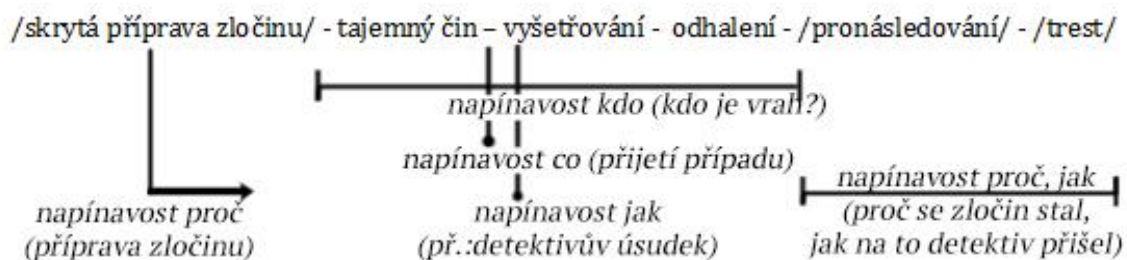 /skrytá příprava zločinu/ - tajemný čin – vyšetřování - odhalení - /pronásledování/ - /trest/
napínavost kdo (kdo je vrah?)
napínavost co (přijetí případu)
napínavost proč
(příprava zločinu)
napínavost jak
(př.:detektivův úsudek)
napínavost proč, jak
(proč se zločin stal,
jak na to detektiv přišel)